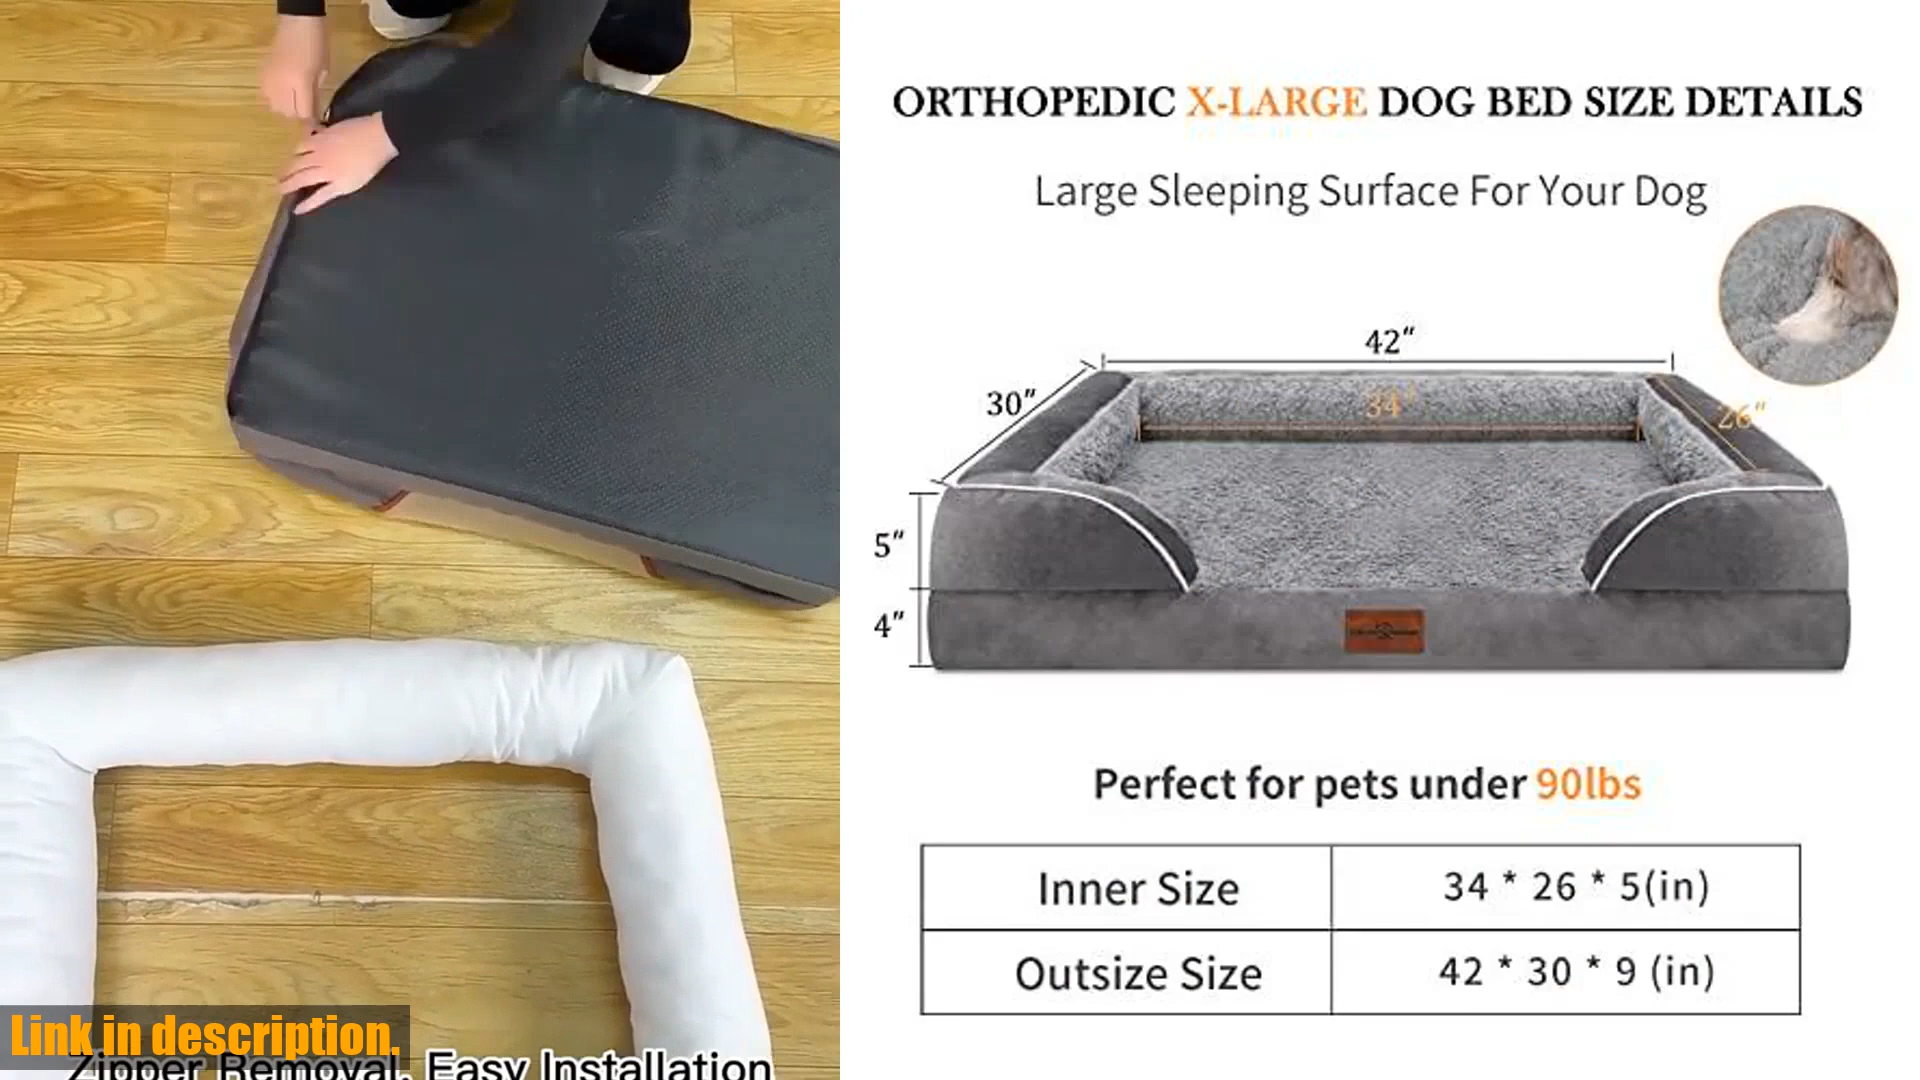 ORTHOPEDIC X-LARGE DOG BED SIZE DETAILS
Large Sleeping Surface For Your Dog
42"
30"
34"
26"
5"
4"
Perfect for pets under 90lbs
Inner Size 34 * 26 * 5(in)
Outsize Size 42 * 30 * 9 (in)
Link in description.
Zipper Removal, Easy Installation